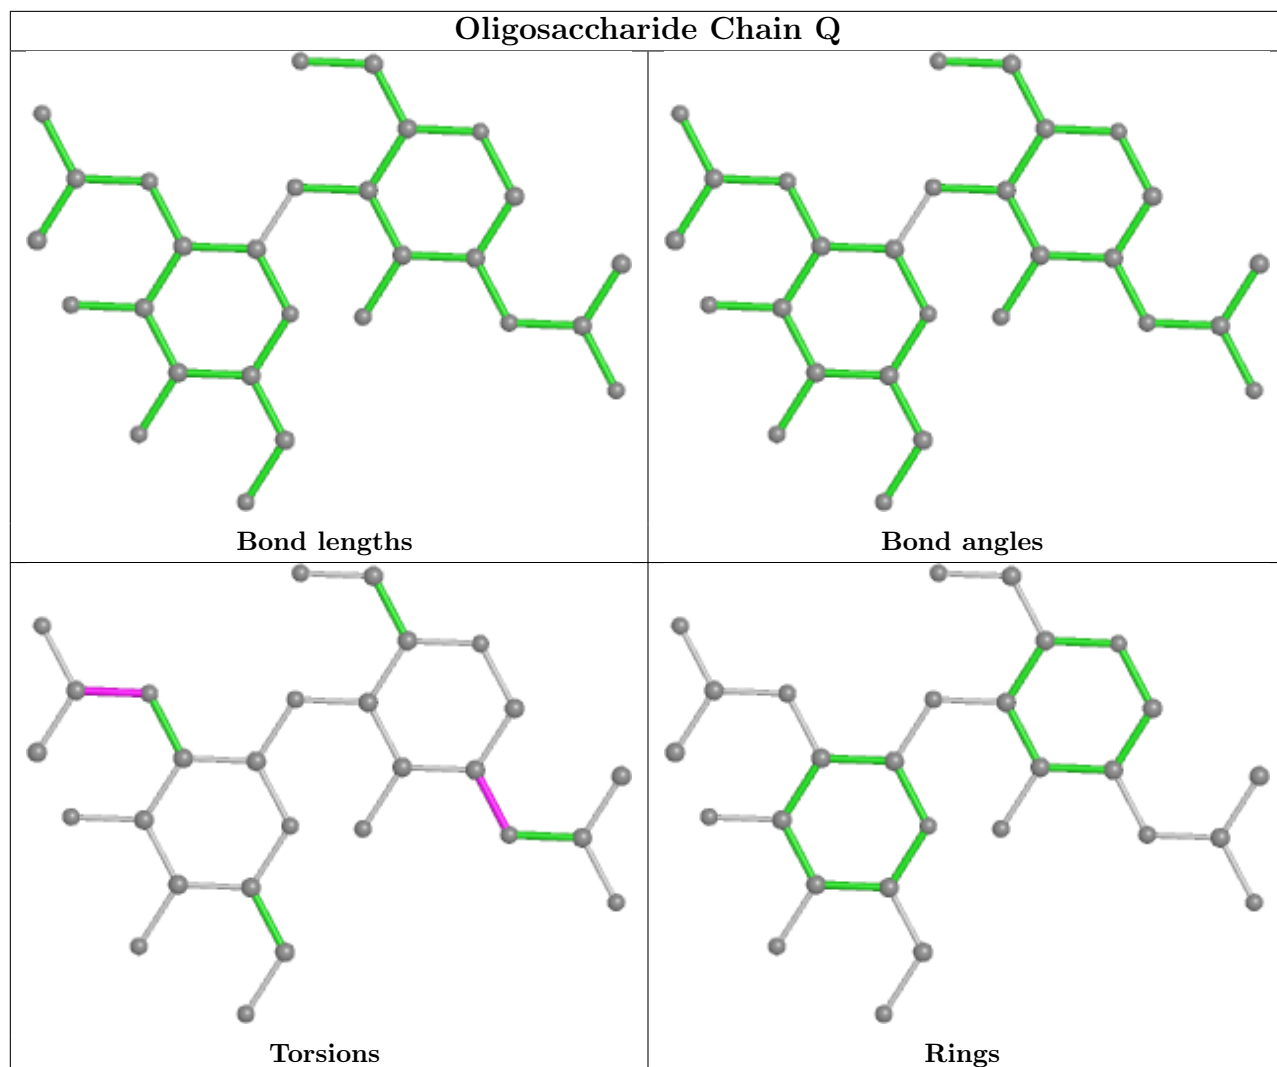 Oligosaccharide Chain Q
Bond lengths
Bond angles
Torsions
Rings